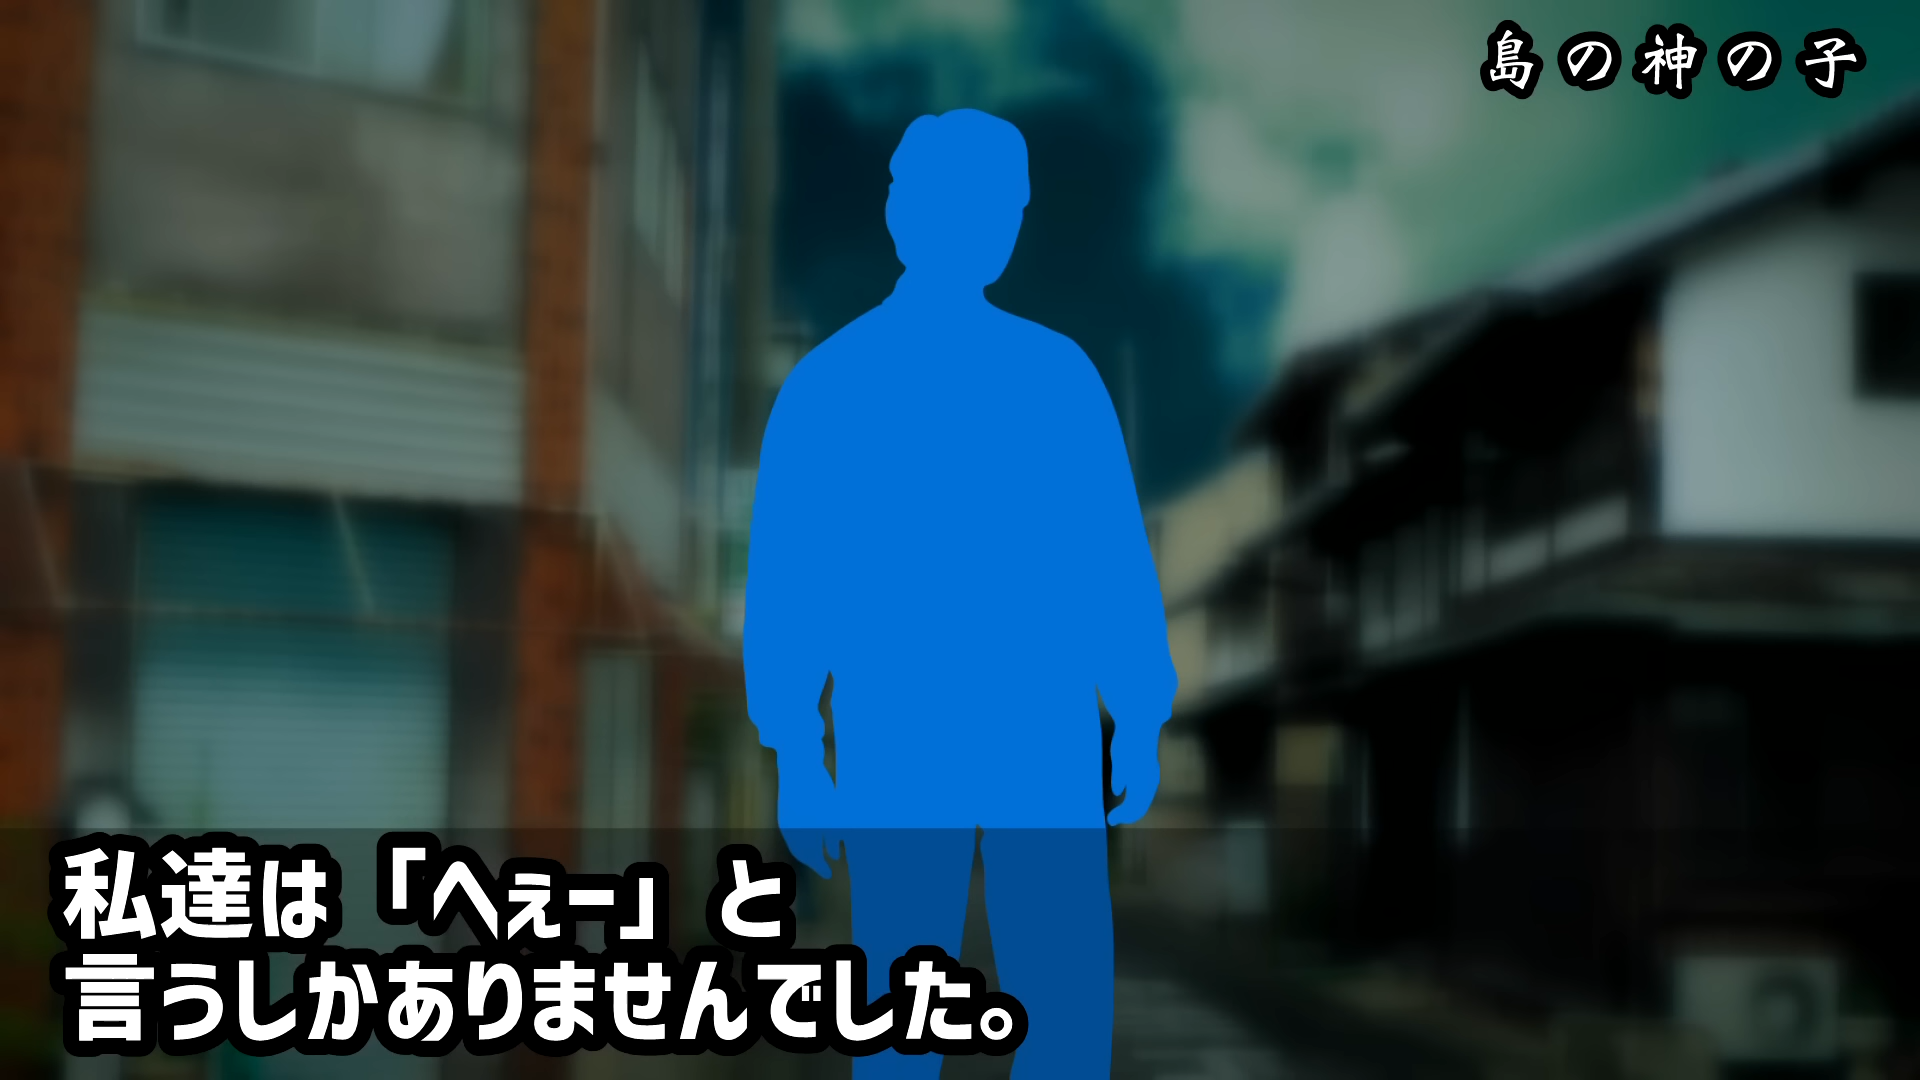 島の神の子
私達は「へぇー」と
言うしかありませんでした。